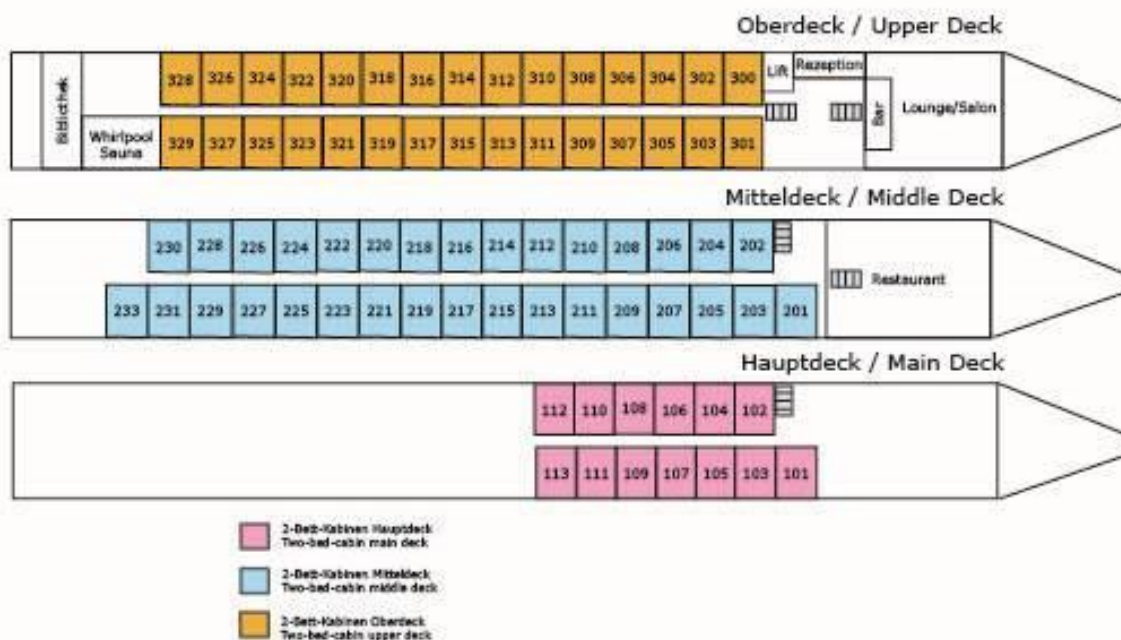 Oberdeck / Upper Deck
328 326 324 322 320 318 316 314 312 310 308 306 304 302 300 Lift Rezeption
Bibliothek
Whirlpool
Sauna
Bar
Lounge/Salon
329 327 325 323 321 319 317 315 313 311 309 307 305 303 301
Mitteldeck / Middle Deck
230 228 226 224 222 220 218 216 214 212 210 208 206 204 202
Restaurant
233 231 229 227 225 223 221 219 217 215 213 211 209 207 205 203 201
Hauptdeck / Main Deck
112 110 108 106 104 102
113 111 109 107 105 103 101
2-Bett-Kabinen Hauptdeck
Two-bed-cabin main deck
2-Bett-Kabinen Mitteldeck
Two-bed-cabin middle deck
2-Bett-Kabinen Oberdeck
Two-bed-cabin upper deck